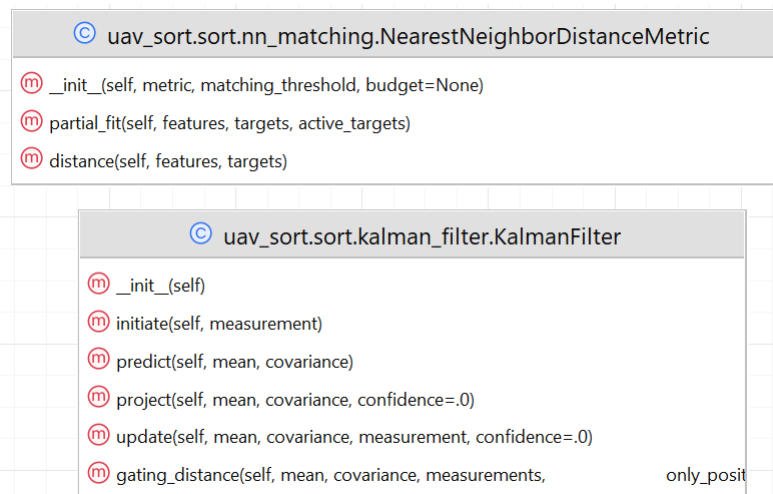 © uav_sort.sort.nn_matching.NearestNeighborDistanceMetric
m __init__(self, metric, matching_threshold, budget=None)
m partial_fit(self, features, targets, active_targets)
m distance(self, features, targets)
© uav_sort.sort.kalman_filter.KalmanFilter
m __init__(self)
m initiate(self, measurement)
m predict(self, mean, covariance)
m project(self, mean, covariance, confidence=.0)
m update(self, mean, covariance, measurement, confidence=.0)
m gating_distance(self, mean, covariance, measurements, only_posit